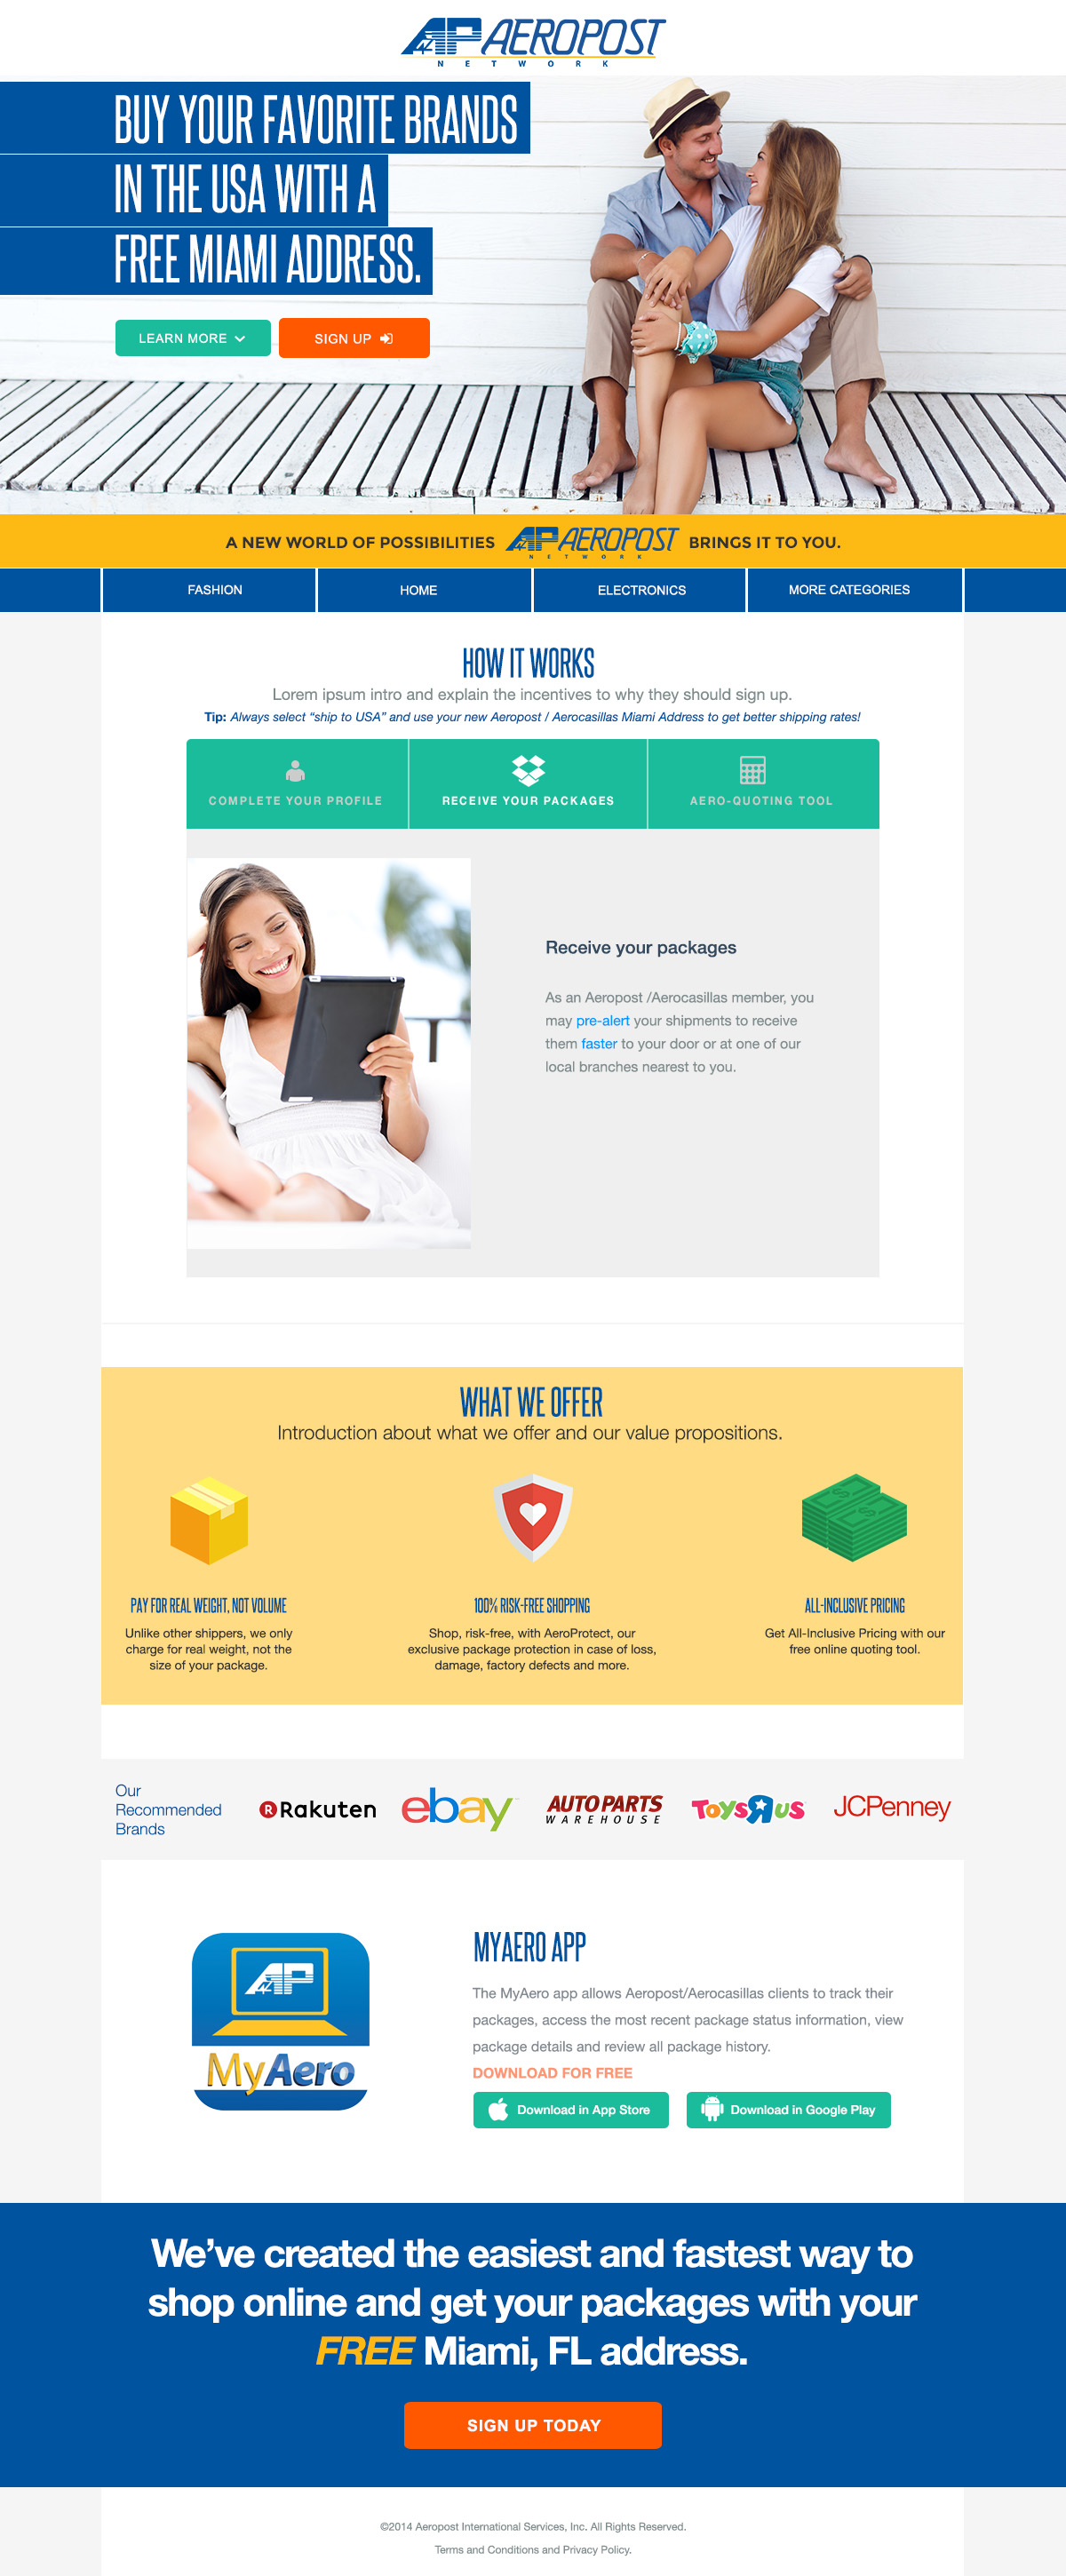 AP AEROPOST
NETWORK
BUY YOUR FAVORITE BRANDS
IN THE USA WITH A
FREE MIAMI ADDRESS.
LEARN MORE
SIGN UP
A NEW WORLD OF POSSIBILITIES AP AEROPOST NETWORK BRINGS IT TO YOU.
FASHION HOME ELECTRONICS MORE CATEGORIES
HOW IT WORKS
Lorem ipsum intro and explain the incentives to why they should sign up.
Tip: Always select “ship to USA” and use your new Aeropost / Aerocasillas Miami Address to get better shipping rates!
COMPLETE YOUR PROFILE RECEIVE YOUR PACKAGES AERO-QUOTING TOOL
Receive your packages
As an Aeropost /Aerocasillas member, you
may pre-alert your shipments to receive
them faster to your door or at one of our
local branches nearest to you.
WHAT WE OFFER
Introduction about what we offer and our value propositions.
PAY FOR REAL WEIGHT, NOT VOLUME
Unlike other shippers, we only
charge for real weight, not the
size of your package.
100% RISK-FREE SHOPPING
Shop, risk-free, with AeroProtect, our
exclusive package protection in case of loss,
damage, factory defects and more.
ALL-INCLUSIVE PRICING
Get All-Inclusive Pricing with our
free online quoting tool.
Our
Recommended
Brands
R Rakuten
ebay
AUTO PARTS
WAREHOUSE
ToysRus
JCPenney
AP
MyAero
MYAERO APP
The MyAero app allows Aeropost/Aerocasillas clients to track their
packages, access the most recent package status information, view
package details and review all package history.
DOWNLOAD FOR FREE
Download in App Store
Download in Google Play
We’ve created the easiest and fastest way to
shop online and get your packages with your
FREE Miami, FL address.
SIGN UP TODAY
©2014 Aeropost International Services, Inc. All Rights Reserved.
Terms and Conditions and Privacy Policy.